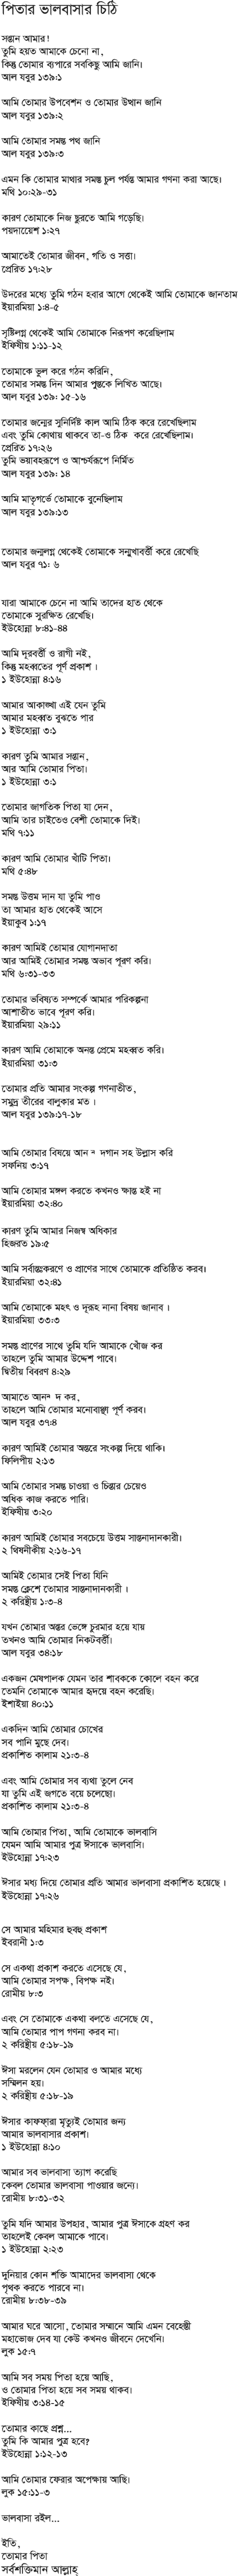 পিতার ভালবাসার চিঠি
সন্তান আমার!
তুমি হয়ত আমাকে চেনো না,
কিন্তু তোমার ব্যপারে সবকিছু আমি জানি।
আল যবুর ১৩৯:১
আমি তোমার উপবেশন ও তোমার উত্থান জানি
আল যবুর ১৩৯:২
আমি তোমার সমস্ত পথ জানি
আল যবুর ১৩৯:৩
এমন কি তোমার মাথার সমস্ত চুল পর্যন্ত আমার গণনা করা আছে।
মথি ১০:২৯-৩১
কারণ তোমাকে নিজ ছুরতে আমি গড়েছি।
পয়দায়েশ ১:২৭
আমাতেই তোমার জীবন, গতি ও সত্তা।
প্রেরিত ১৭:২৮
উদরের মধ্যে তুমি গঠন হবার আগে থেকেই আমি তোমাকে জানতাম
ইয়ারমিয়া ১:৪-৫
সৃষ্টিলগ্ন থেকেই আমি তোমাকে নিরূপণ করেছিলাম
ইফিষীয় ১:১১-১২
তোমাকে ভুল করে গঠন করিনি,
তোমার সমস্ত দিন আমার পুস্তকে লিখিত আছে।
আল যবুর ১৩৯: ১৫-১৬
তোমার জন্মের সুনির্দিষ্ট কাল আমি ঠিক করে রেখেছিলাম
এবং তুমি কোথায় থাকবে তা-ও ঠিক করে রেখেছিলাম।
প্রেরিত ১৭:২৬
তুমি ভয়াবহরূপে ও আশ্চর্যরূপে নির্মিত
আল যবুর ১৩৯: ১৪
আমি মাতৃগর্ভে তোমাকে বুনেছিলাম
আল যবুর ১৩৯:১৩
তোমার জন্মলগ্ন থেকেই তোমাকে সন্মুখাবর্ত্তী করে রেখেছি
আল যবুর ৭১: ৬
যারা আমাকে চেনে না আমি তাদের হাত থেকে
তোমাকে সুরক্ষিত রেখেছি।
ইউহোন্না ৮:৪১-৪৪
আমি দূরবর্ত্তী ও রাগী নই,
কিন্তু মহব্বতের পূর্ণ প্রকাশ ।
১ ইউহোন্না ৪:১৬
আমার আকাঙ্খা এই যেন তুমি
আমার মহব্বত বুঝতে পার
১ ইউহোন্না ৩:১
কারণ তুমি আমার সন্তান,
আর আমি তোমার পিতা।
১ ইউহোন্না ৩:১
তোমার জাগতিক পিতা যা দেন,
আমি তার চাইতেও বেশী তোমাকে দিই।
মথি ৭:১১
কারণ আমি তোমার খাঁটি পিতা।
মথি ৫:৪৮
সমস্ত উত্তম দান যা তুমি পাও
তা আমার হাত থেকেই আসে
ইয়াকুব ১:১৭
কারণ আমিই তোমার যোগানদাতা
আর আমিই তোমার সমস্ত অভাব পূরণ করি।
মথি ৬:৩১-৩৩
তোমার ভবিষ্যত সম্পর্কে আমার পরিকল্পনা
আশাতীত ভাবে পূরণ করি।
ইয়ারমিয়া ২৯:১১
কারণ আমি তোমাকে অনন্ত প্রেমে মহব্বত করি।
ইয়ারমিয়া ৩১:৩
তোমার প্রতি আমার সংকল্প গণনাতীত,
সমুদ্র তীরের বালুকার মত ।
আল যবুর ১৩৯:১৭-১৮
আমি তোমার বিষয়ে আন ন্দগান সহ উল্লাস করি
সফনিয় ৩:১৭
আমি তোমার মঙ্গল করতে কখনও ক্ষান্ত হই না
ইয়ারমিয়া ৩২:৪০
কারণ তুমি আমার নিজস্ব অধিকার
হিজরত ১৯:৫
আমি সর্বান্তকরণে ও প্রাণের সাথে তোমাকে প্রতিষ্ঠিত করব।
ইয়ারমিয়া ৩২:৪১
আমি তোমাকে মহৎ ও দূরূহ নানা বিষয় জানাব ।
ইয়ারমিয়া ৩৩:৩
সমস্ত প্রাণের সাথে তুমি যদি আমাকে খোঁজ কর
তাহলে তুমি আমার উদ্দেশ পাবে।
দ্বিতীয় বিবরণ ৪:২৯
আমাতে আনন্দ কর,
তাহলে আমি তোমার মনোবাঞ্ছা পূর্ণ করব।
আল যবুর ৩৭:৪
কারণ আমিই তোমার অন্তরে সংকল্প দিয়ে থাকি।
ফিলিপীয় ২:১৩
আমি তোমার সমস্ত চাওয়া ও চিন্তার চেয়েও
অধিক কাজ করতে পারি।
ইফিষীয় ৩:২০
কারণ আমিই তোমার সবচেয়ে উত্তম সান্তনাদানকারী।
২ থিষনীকীয় ২:১৬-১৭
আমিই তোমার সেই পিতা যিনি
সমস্ত ক্লেশে তোমার সান্তনাদানকারী ।
২ করিন্থীয় ১:৩-৪
যখন তোমার অন্তর ভেঙ্গে চুরমার হয়ে যায়
তখনও আমি তোমার নিকটবর্ত্তী।
আল যবুর ৩৪:১৮
একজন মেষপালক যেমন তার শাবককে কোলে বহন করে
তেমনি তোমাকে আমার হৃদয়ে বহন করেছি।
ইশাইয়া ৪০:১১
একদিন আমি তোমার চোখের
সব পানি মুছে দেব।
প্রকাশিত কালাম ২১:৩-৪
এবং আমি তোমার সব ব্যথা তুলে নেব
যা তুমি এই জগতে বয়ে চলেছো।
প্রকাশিত কালাম ২১:৩-৪
আমি তোমার পিতা, আমি তোমাকে ভালবাসি
যেমন আমি আমার পুত্র ঈসাকে ভালবাসি।
ইউহোন্না ১৭:২৩
ঈসার মধ্য দিয়ে তোমার প্রতি আমার ভালবাসা প্রকাশিত হয়েছে ।
ইউহোন্না ১৭:২৬
সে আমার মহিমার হুবহু প্রকাশ
ইবরানী ১:৩
সে একথা প্রকাশ করতে এসেছে যে,
আমি তোমার সপক্ষ, বিপক্ষ নই।
রোমীয় ৮:৩
এবং সে তোমাকে একথা বলতে এসেছে যে,
আমি তোমার পাপ গণনা করব না।
২ করিন্থীয় ৫:১৮-১৯
ঈসা মরলেন যেন তোমার ও আমার মধ্যে
সম্মিলন হয়।
২ করিন্থীয় ৫:১৮-১৯
ঈসার কাফফারা মৃত্যুই তোমার জন্য
আমার ভালবাসার প্রকাশ।
১ ইউহোন্না ৪:১০
আমার সব ভালবাসা ত্যাগ করেছি
কেবল তোমার ভালবাসা পাওয়ার জন্যে।
রোমীয় ৮:৩১-৩২
তুমি যদি আমার উপহার, আমার পুত্র ঈসাকে গ্রহণ কর
তাহলেই কেবল আমাকে পাবে।
১ ইউহোন্না ২:২৩
দুনিয়ার কোন শক্তি আমাদের ভালবাসা থেকে
পৃথক করতে পারবে না।
রোমীয় ৮:৩৮-৩৯
আমার ঘরে আসো, তোমার সম্মানে আমি এমন বেহেস্তী
মহাভোজ দেব যা কেউ কখনও জীবনে দেখেনি।
লুক ১৫:৭
আমি সব সময় পিতা হয়ে আছি,
ও তোমার পিতা হয়ে সব সময় থাকব।
ইফিষীয় ৩:১৪-১৫
তোমার কাছে প্রশ্ন...
তুমি কি আমার পুত্র হবে?
ইউহোন্না ১:১২-১৩
আমি তোমার ফেরার অপেক্ষায় আছি।
লুক ১৫:১১-৩
ভালবাসা রইল...
ইতি,
তোমার পিতা
সর্বশক্তিমান আল্লাহ্